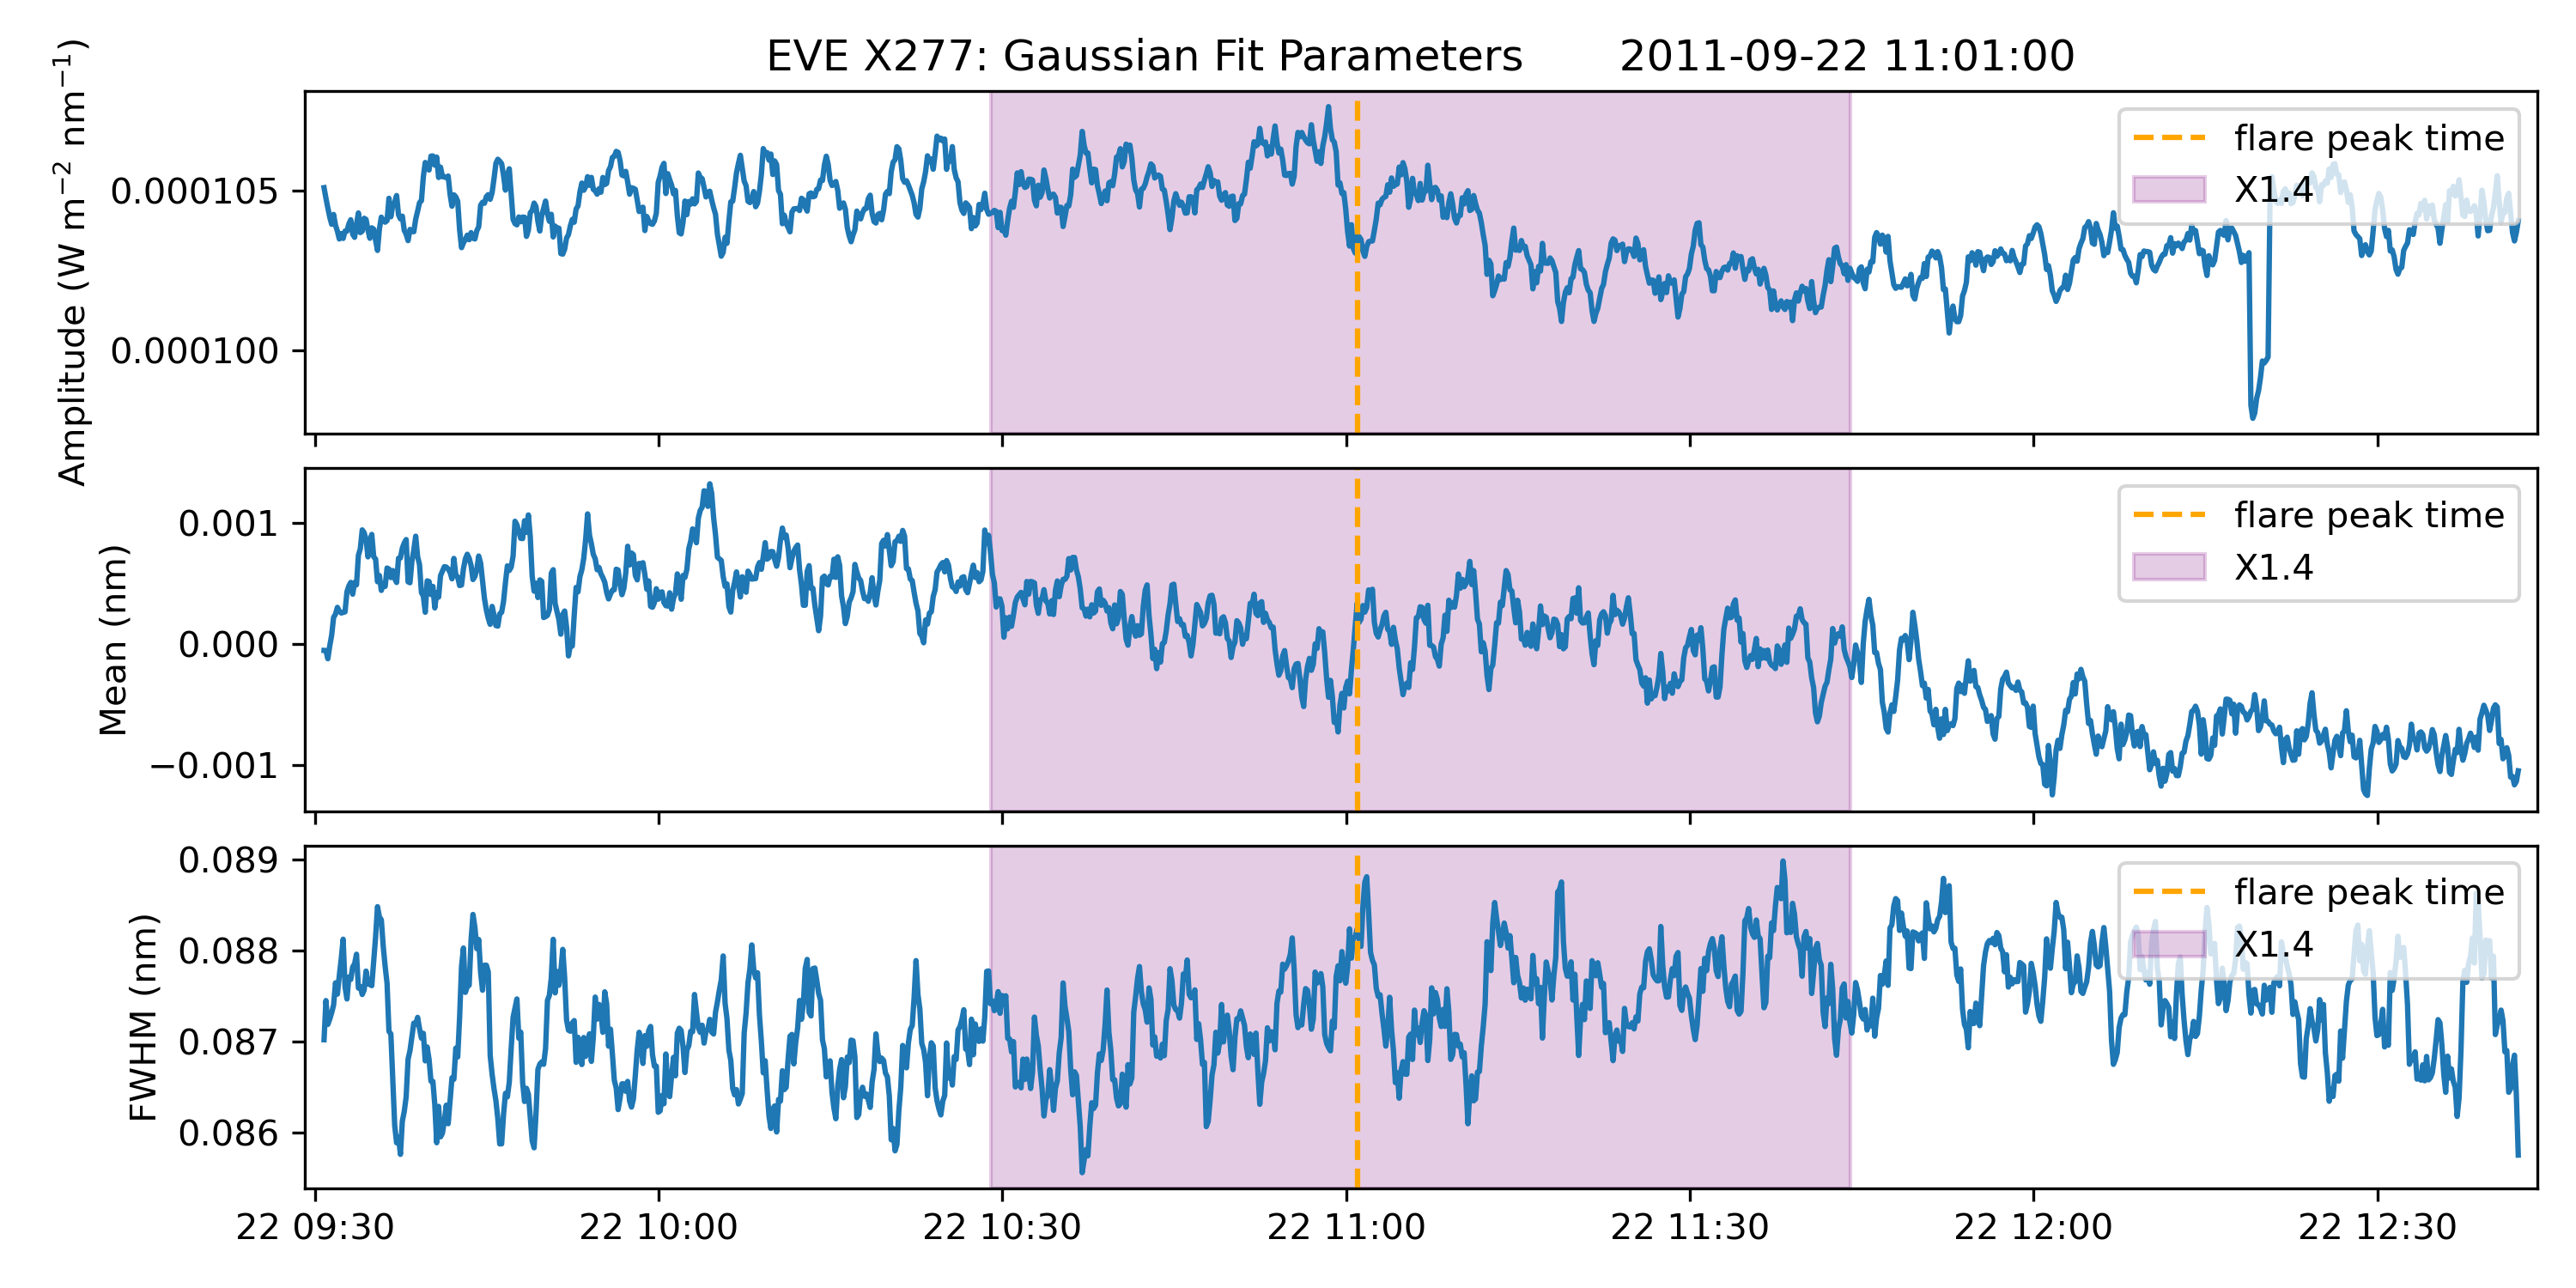 EVE X277: Gaussian Fit Parameters 2011-09-22 11:01:00
Amplitude (W m⁻² nm⁻¹)
0.000105
0.000100
flare peak time
X1.4
Mean (nm)
0.001
0.000
−0.001
flare peak time
X1.4
FWHM (nm)
0.089
0.088
0.087
0.086
flare peak time
X1.4
22 09:30 22 10:00 22 10:30 22 11:00 22 11:30 22 12:00 22 12:30